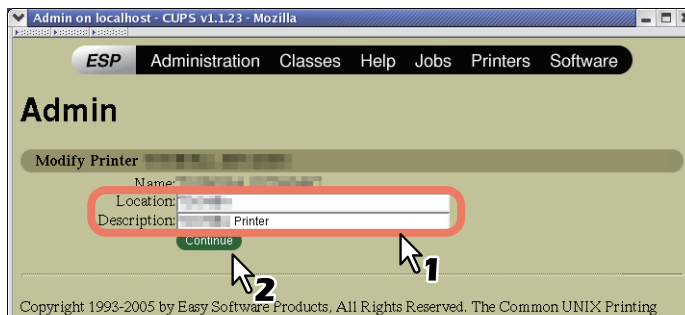 Admin on localhost - CUPS v1.1.23 - Mozilla
ESP Administration Classes Help Jobs Printers Software
Admin
Modify Printer
Name:
Location:
Description: Printer
Continue
1
2
Copyright 1993-2005 by Easy Software Products, All Rights Reserved. The Common UNIX Printing